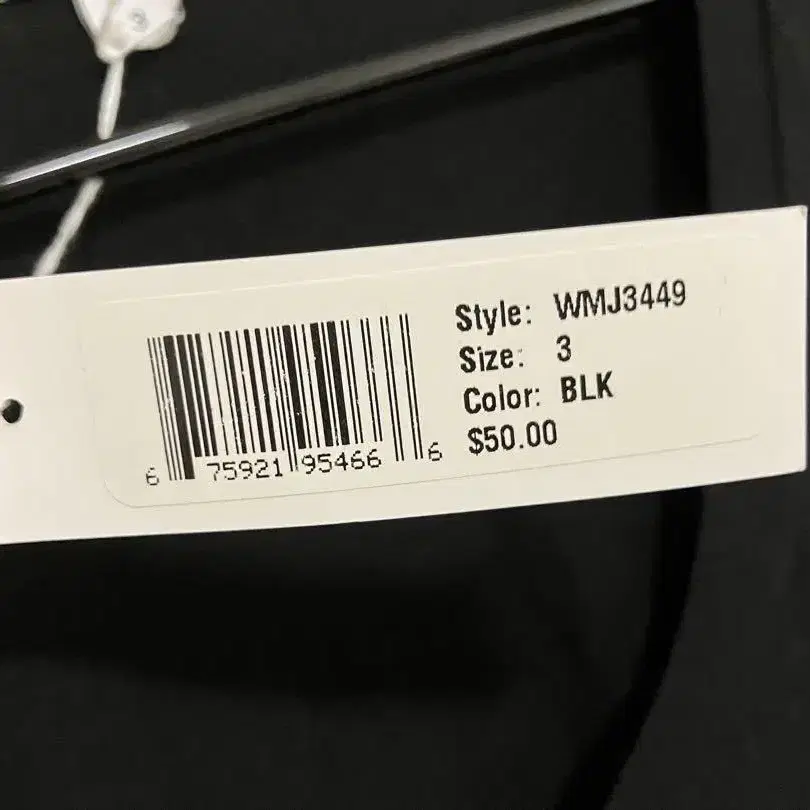 Style: WMJ3449
Size: 3
Color: BLK
$50.00
6 75921 95466 6